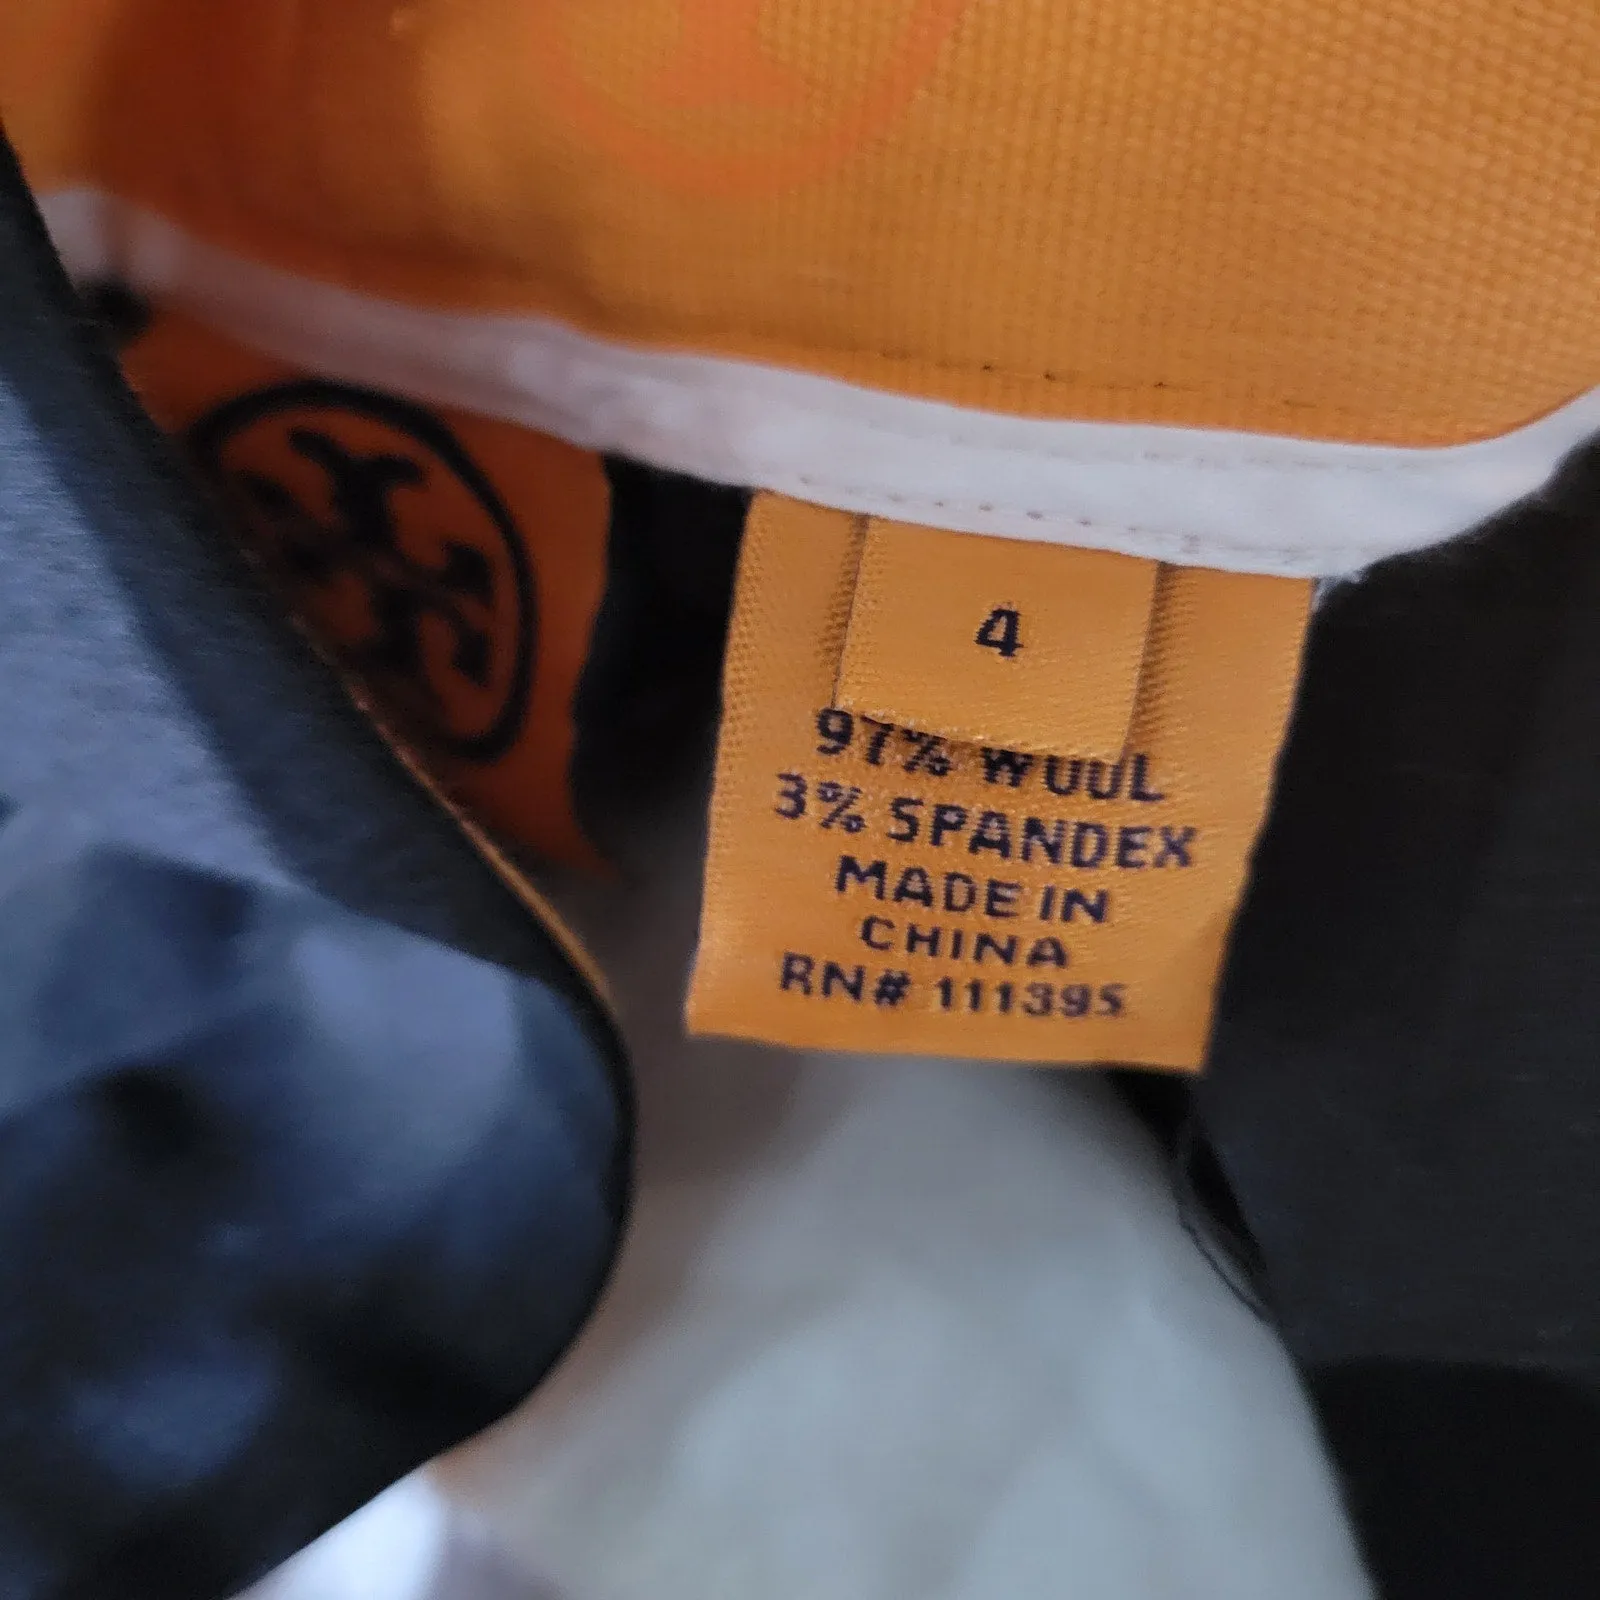 4
97% WOOL
3% SPANDEX
MADE IN
CHINA
RN# 111395